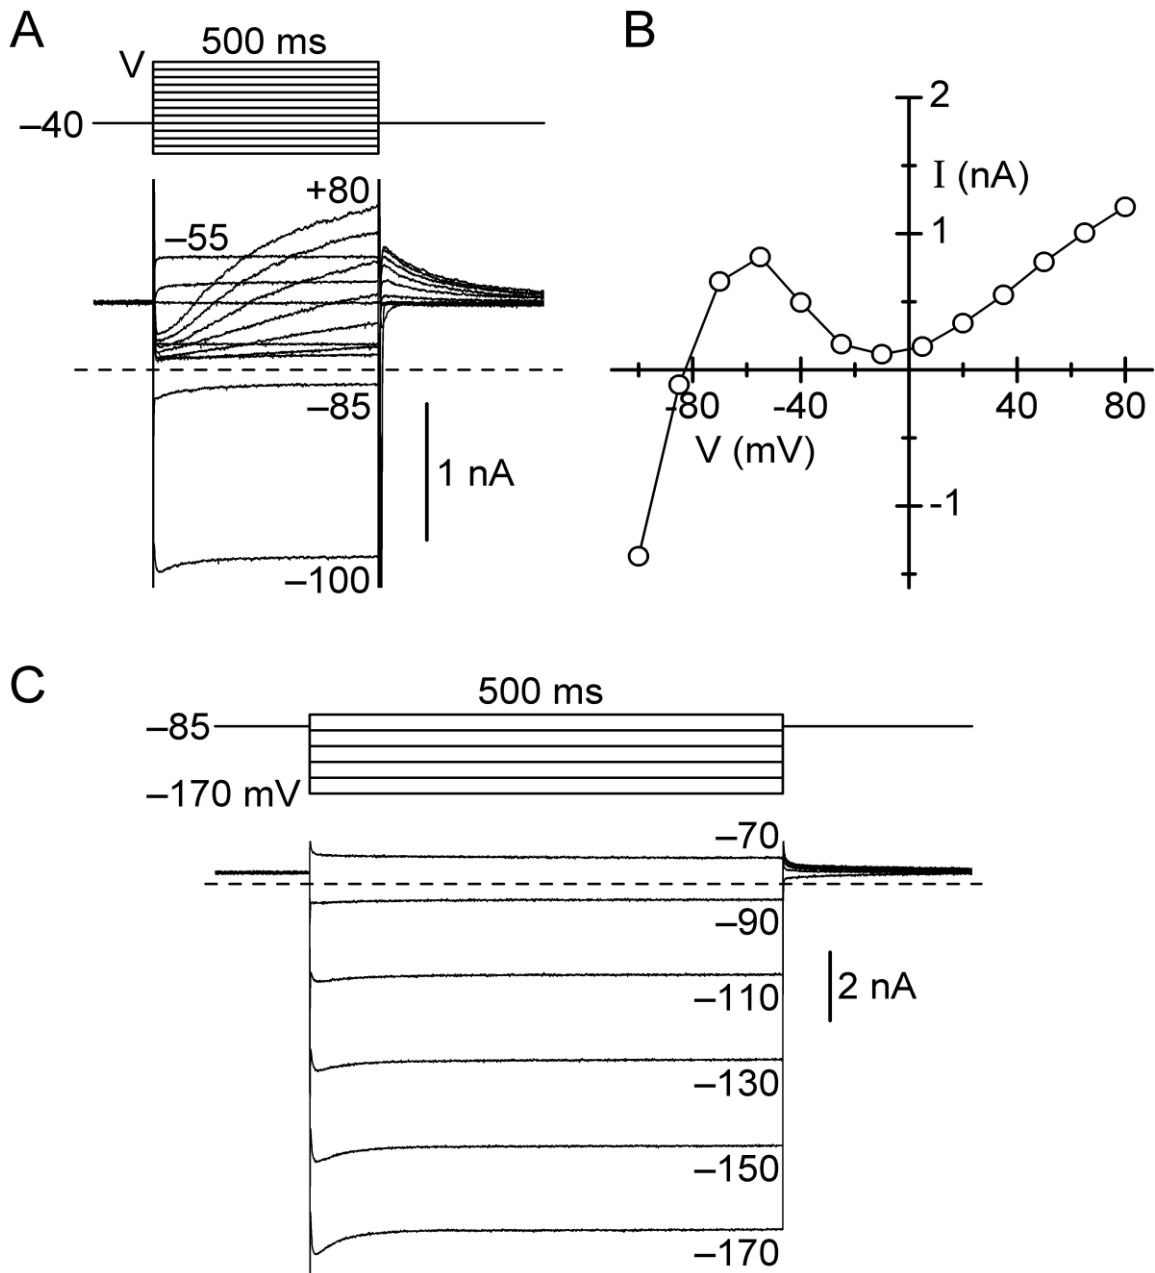 A
500 ms
V
–40
+80
–55
–85
1 nA
–100
B
2
I (nA)
1
-80 -40 40 80
V (mV)
-1
C
500 ms
–85
–170 mV
–70
–90
2 nA
–110
–130
–150
–170